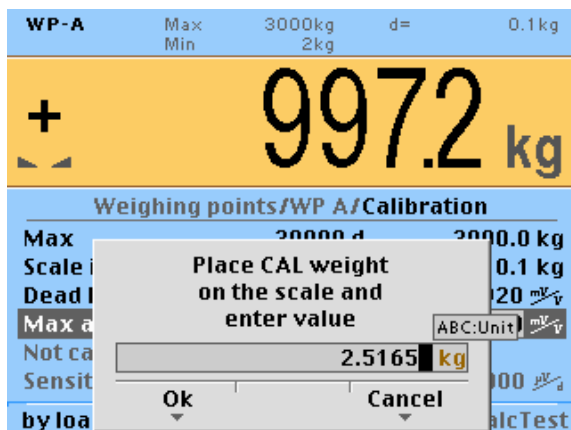 WP-A Max 3000kg d= 0.1kg
Min 2kg
+ 997.2 kg
Weighing points/WP A/Calibration
Max 30000 d 3000.0 kg
Scale i 0.1 kg
Place CAL weight
on the scale and
enter value
Dead l 020 mV/V
Max a mV/V
ABC:Unit
Not ca
2.5165 kg
Sensit 000 µV/d
Ok Cancel
by loa alcTest